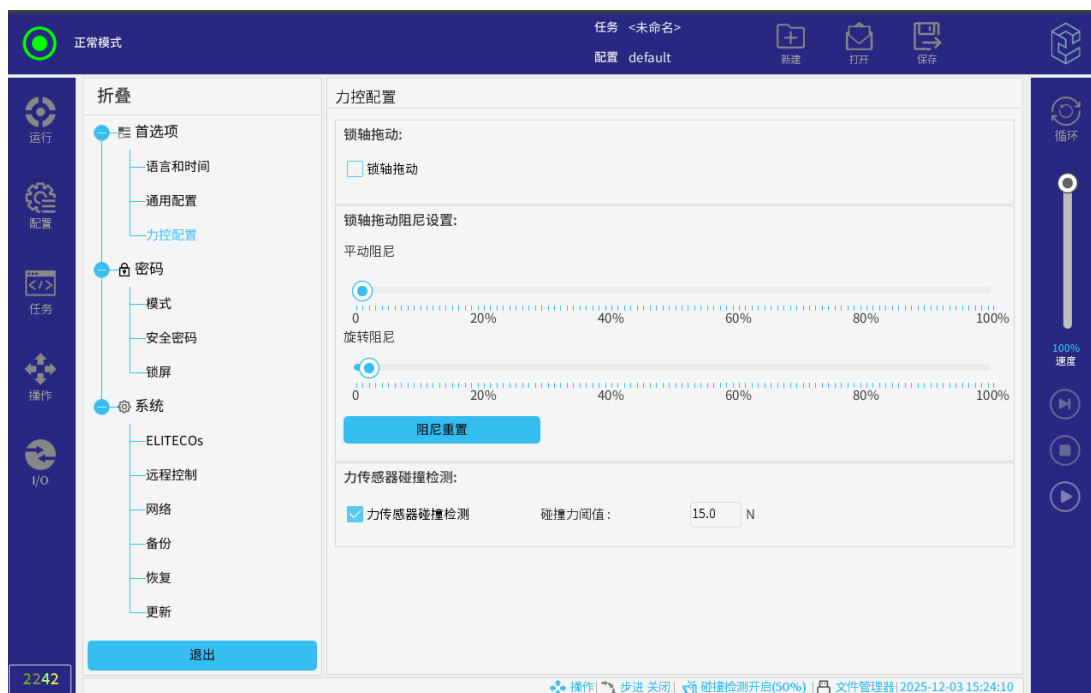 正常模式
任务 <未命名>
配置 default
新建
打开
保存
运行
配置
任务
操作
I/O
2242
折叠
首选项
语言和时间
通用配置
力控配置
密码
模式
安全密码
锁屏
系统
ELITECOs
远程控制
网络
备份
恢复
更新
退出
力控配置
锁轴拖动:
锁轴拖动
锁轴拖动阻尼设置:
平动阻尼
0 20% 40% 60% 80% 100%
旋转阻尼
0 20% 40% 60% 80% 100%
阻尼重置
力传感器碰撞检测:
力传感器碰撞检测 碰撞力阈值: 15.0 N
循环
100%
速度
操作| 步进 关闭| 碰撞检测开启(50%) | 文件管理器| 2025-12-03 15:24:10